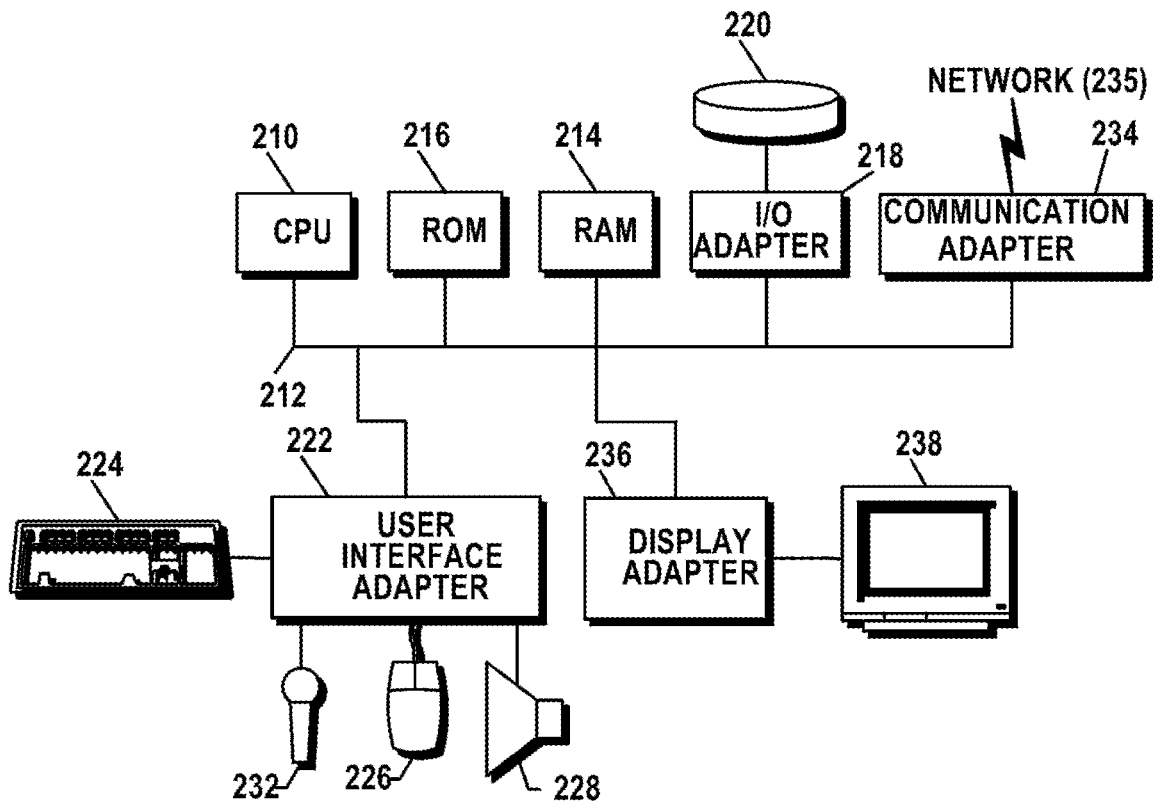 220
NETWORK (235)
210
216
214
218
234
CPU
ROM
RAM
I/O
ADAPTER
COMMUNICATION
ADAPTER
212
222
236
238
224
USER
INTERFACE
ADAPTER
DISPLAY
ADAPTER
232
226
228